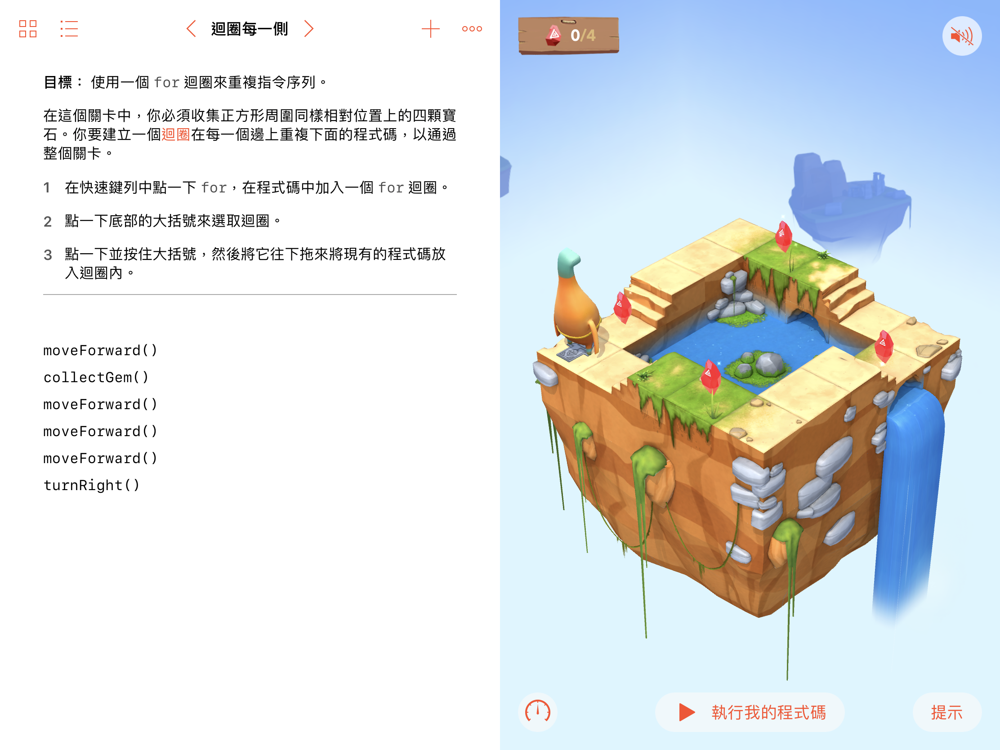 迴圈每一側
目標： 使用一個 for 迴圈來重複指令序列。
在這個關卡中，你必須收集正方形周圍同樣相對位置上的四顆寶
石。你要建立一個迴圈在每一個邊上重複下面的程式碼，以通過
整個關卡。
1 在快速鍵列中點一下 for，在程式碼中加入一個 for 迴圈。
2 點一下底部的大括號來選取迴圈。
3 點一下並按住大括號，然後將它往下拖來將現有的程式碼放
入迴圈內。
moveForward()
collectGem()
moveForward()
moveForward()
moveForward()
turnRight()
0/4
執行我的程式碼
提示